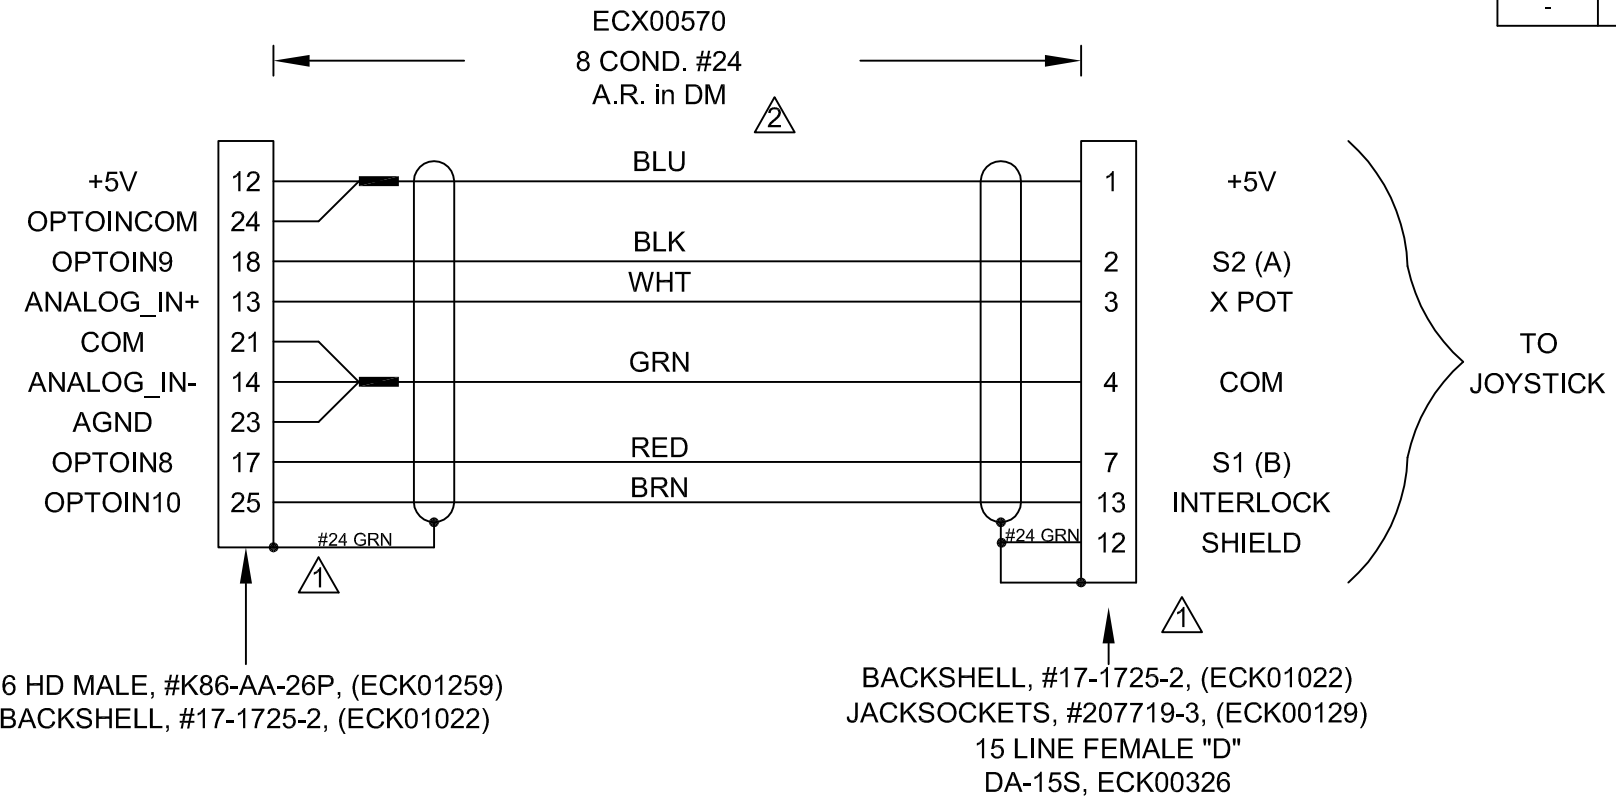 -
ECX00570
8 COND. #24
A.R. in DM
2
+5V 12 BLU 1 +5V
OPTOINCOM 24
OPTOIN9 18 BLK 2 S2 (A)
ANALOG_IN+ 13 WHT 3 X POT
COM 21
ANALOG_IN- 14 GRN 4 COM
AGND 23
OPTOIN8 17 RED 7 S1 (B)
OPTOIN10 25 BRN 13 INTERLOCK
#24 GRN #24 GRN 12 SHIELD
TO
JOYSTICK
1
1
6 HD MALE, #K86-AA-26P, (ECK01259)
BACKSHELL, #17-1725-2, (ECK01022)
BACKSHELL, #17-1725-2, (ECK01022)
JACKSOCKETS, #207719-3, (ECK00129)
15 LINE FEMALE "D"
DA-15S, ECK00326